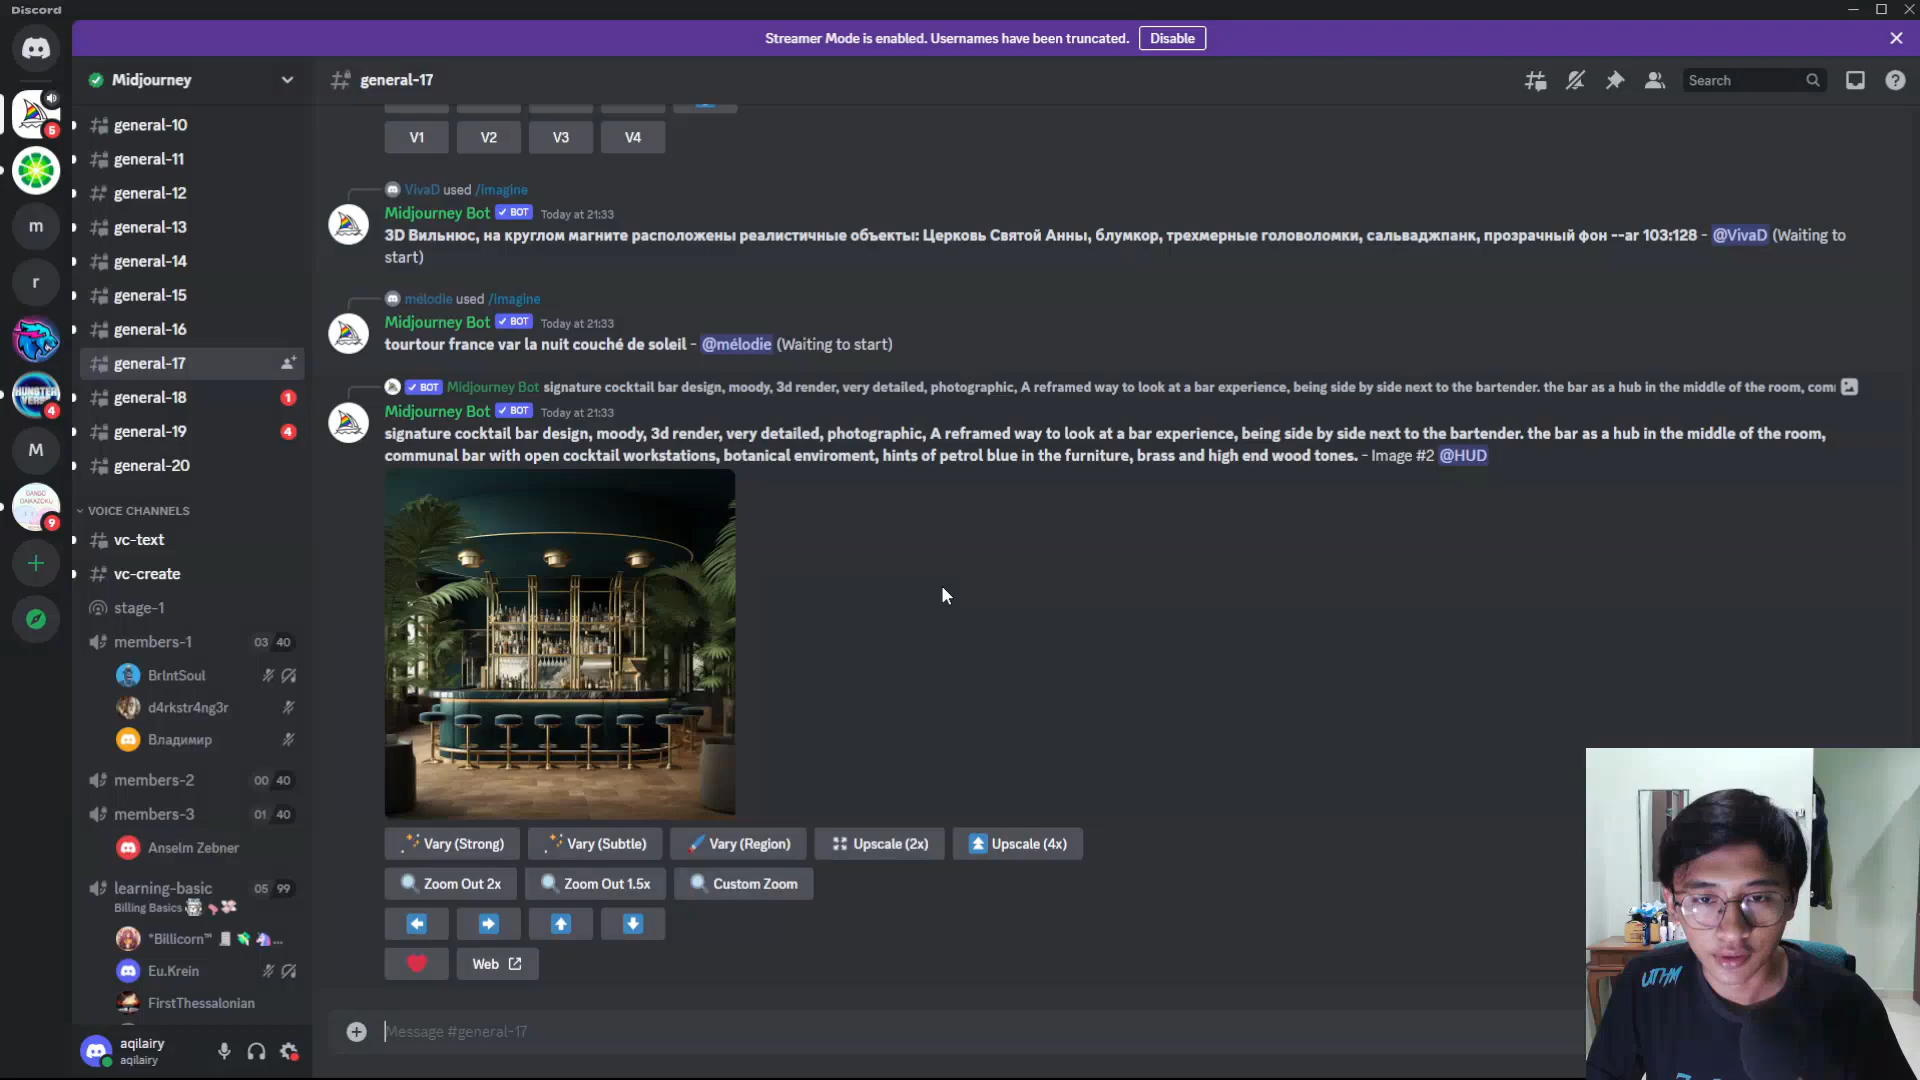 Discord
Streamer Mode is enabled. Usernames have been truncated. Disable
Midjourney
general-17
Search
5
m
r
4
M
9
general-10
general-11
general-12
general-13
general-14
general-15
general-16
general-17
general-18 1
general-19 4
general-20
VOICE CHANNELS
vc-text
vc-create
stage-1
members-1 03 40
BrIntSoul
d4rkstr4ng3r
Владимир
members-2 00 40
members-3 01 40
Anselm Zebner
learning-basic 05 99
Billing Basics
*Billicorn™ ...
Eu.Krein
FirstThessalonian
aqilairy
aqilairy
V1 V2 V3 V4
VivaD used /imagine
Midjourney Bot BOT Today at 21:33
3D Вильнюс, на круглом магните расположены реалистичные объекты: Церковь Святой Анны, блумкор, трехмерные головоломки, сальваджпанк, прозрачный фон --ar 103:128 - @VivaD (Waiting to
start)
mélodie used /imagine
Midjourney Bot BOT Today at 21:33
tourtour france var la nuit couché de soleil - @mélodie (Waiting to start)
BOT Midjourney Bot signature cocktail bar design, moody, 3d render, very detailed, photographic, A reframed way to look at a bar experience, being side by side next to the bartender. the bar as a hub in the middle of the room, com
Midjourney Bot BOT Today at 21:33
signature cocktail bar design, moody, 3d render, very detailed, photographic, A reframed way to look at a bar experience, being side by side next to the bartender. the bar as a hub in the middle of the room,
communal bar with open cocktail workstations, botanical enviroment, hints of petrol blue in the furniture, brass and high end wood tones. - Image #2 @HUD
Vary (Strong) Vary (Subtle) Vary (Region) Upscale (2x) Upscale (4x)
Zoom Out 2x Zoom Out 1.5x Custom Zoom
Web
Message #general-17
UTHM